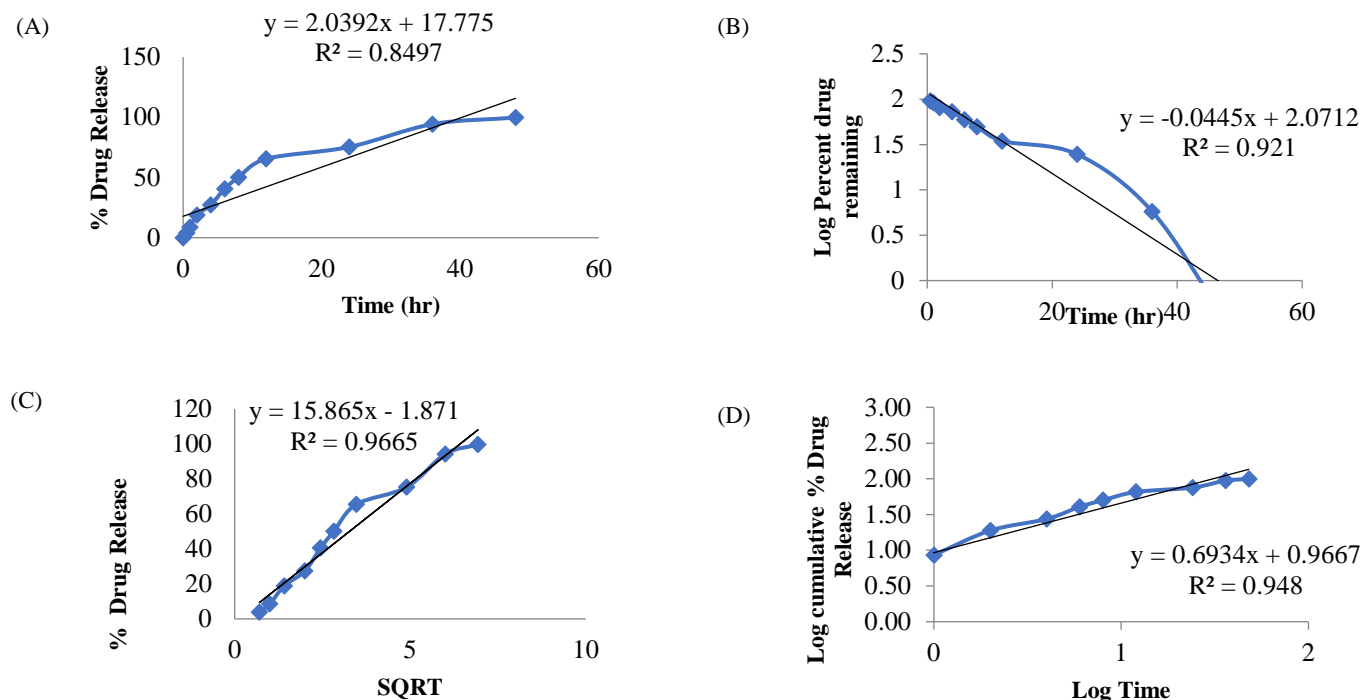 (A)
y = 2.0392x + 17.775
R² = 0.8497
% Drug Release
150
100
50
0
0
20
40
60
Time (hr)
(B)
y = -0.0445x + 2.0712
R² = 0.921
Log Percent drug
remaining
2.5
2
1.5
1
0.5
0
0
20
40
60
Time (hr)
(C)
y = 15.865x - 1.871
R² = 0.9665
% Drug Release
120
100
80
60
40
20
0
0
5
10
SQRT
(D)
Log cumulative % Drug
Release
3.00
2.50
2.00
1.50
1.00
0.50
0.00
y = 0.6934x + 0.9667
R² = 0.948
0
1
2
Log Time